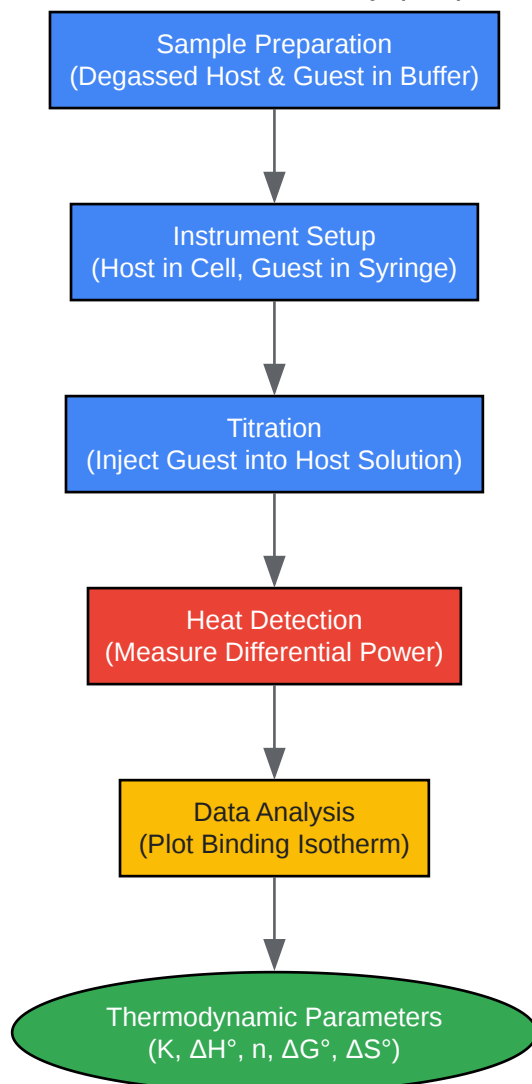 Sample Preparation
(Degassed Host & Guest in Buffer)
Instrument Setup
(Host in Cell, Guest in Syringe)
Titration
(Inject Guest into Host Solution)
Heat Detection
(Measure Differential Power)
Data Analysis
(Plot Binding Isotherm)
Thermodynamic Parameters
(K, ΔH°, n, ΔG°, ΔS°)